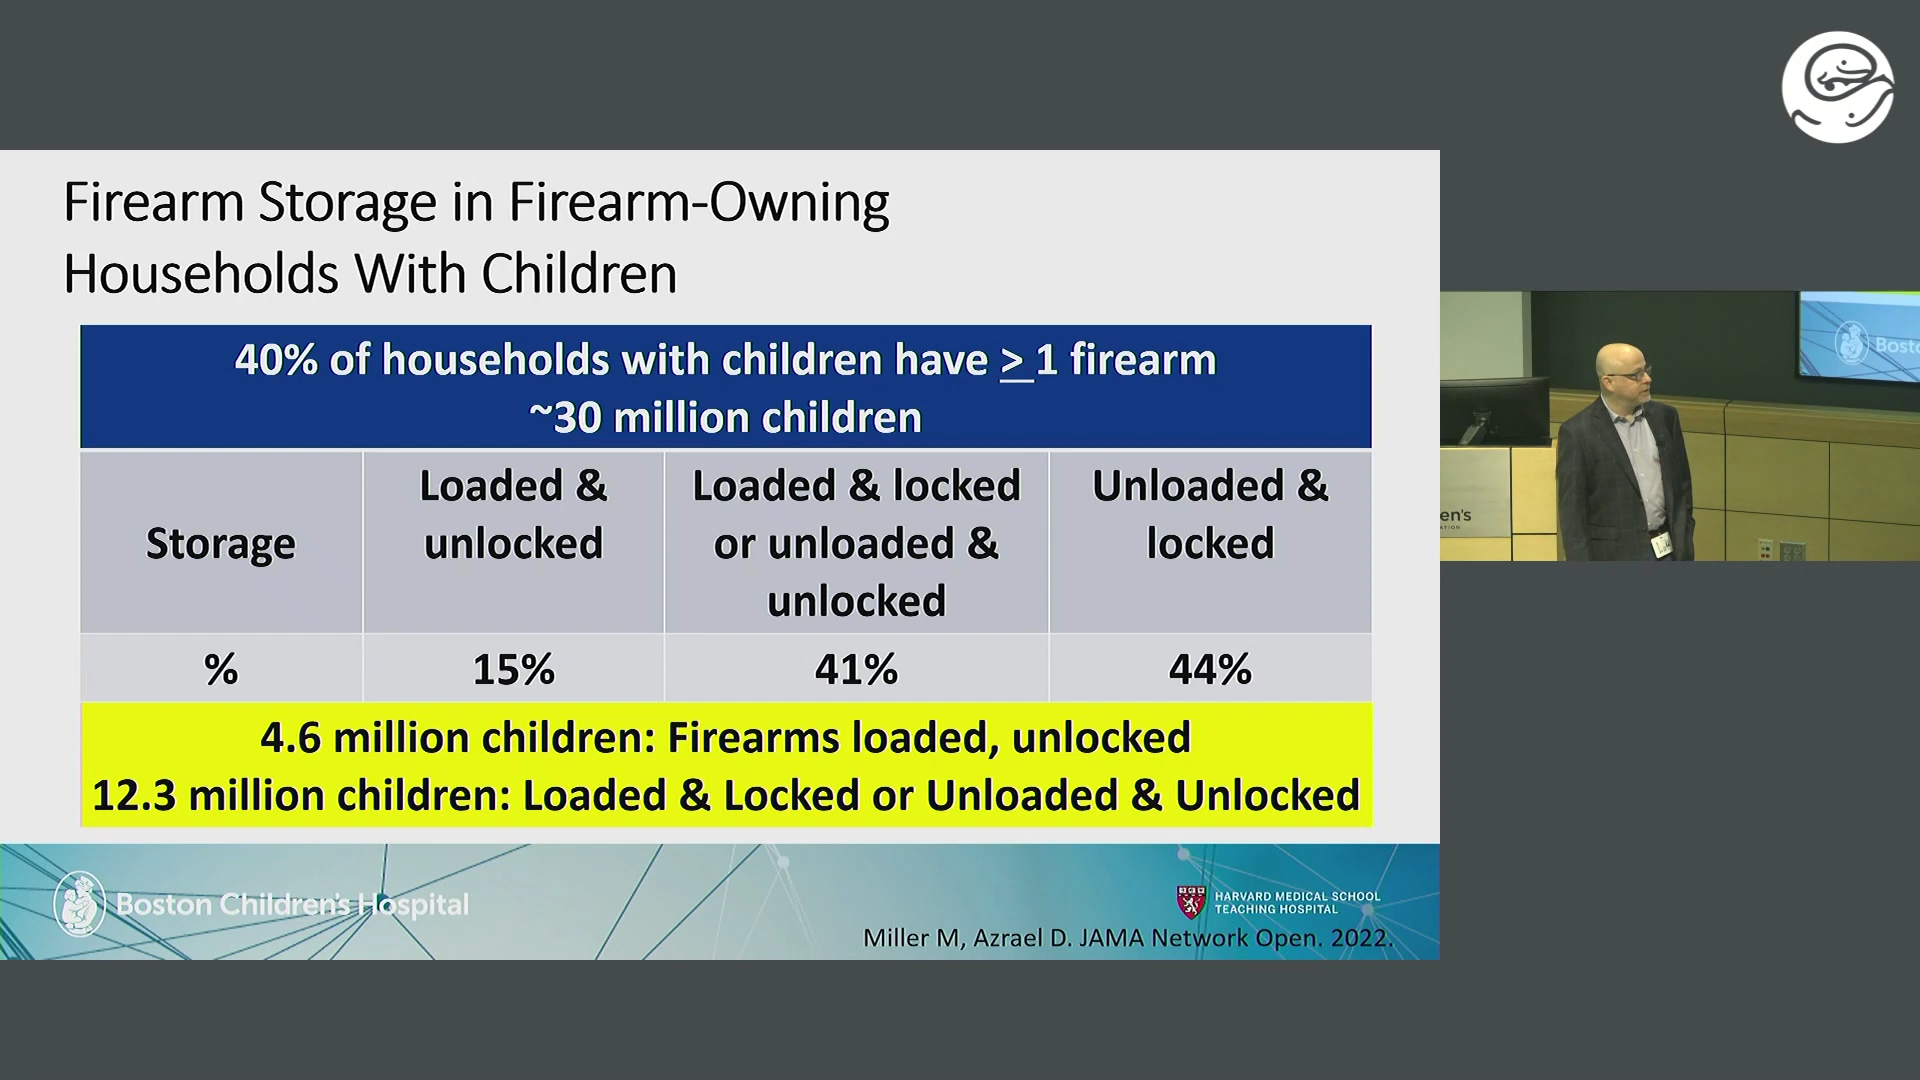 Firearm Storage in Firearm-Owning
Households With Children
40% of households with children have > 1 firearm
~30 million children
Storage
Loaded &
unlocked
Loaded & locked
or unloaded &
unlocked
Unloaded &
locked
% 15% 41% 44%
4.6 million children: Firearms loaded, unlocked
12.3 million children: Loaded & Locked or Unloaded & Unlocked
Boston Children's Hospital
HARVARD MEDICAL SCHOOL
TEACHING HOSPITAL
Miller M, Azrael D. JAMA Network Open. 2022.
Bost
en's